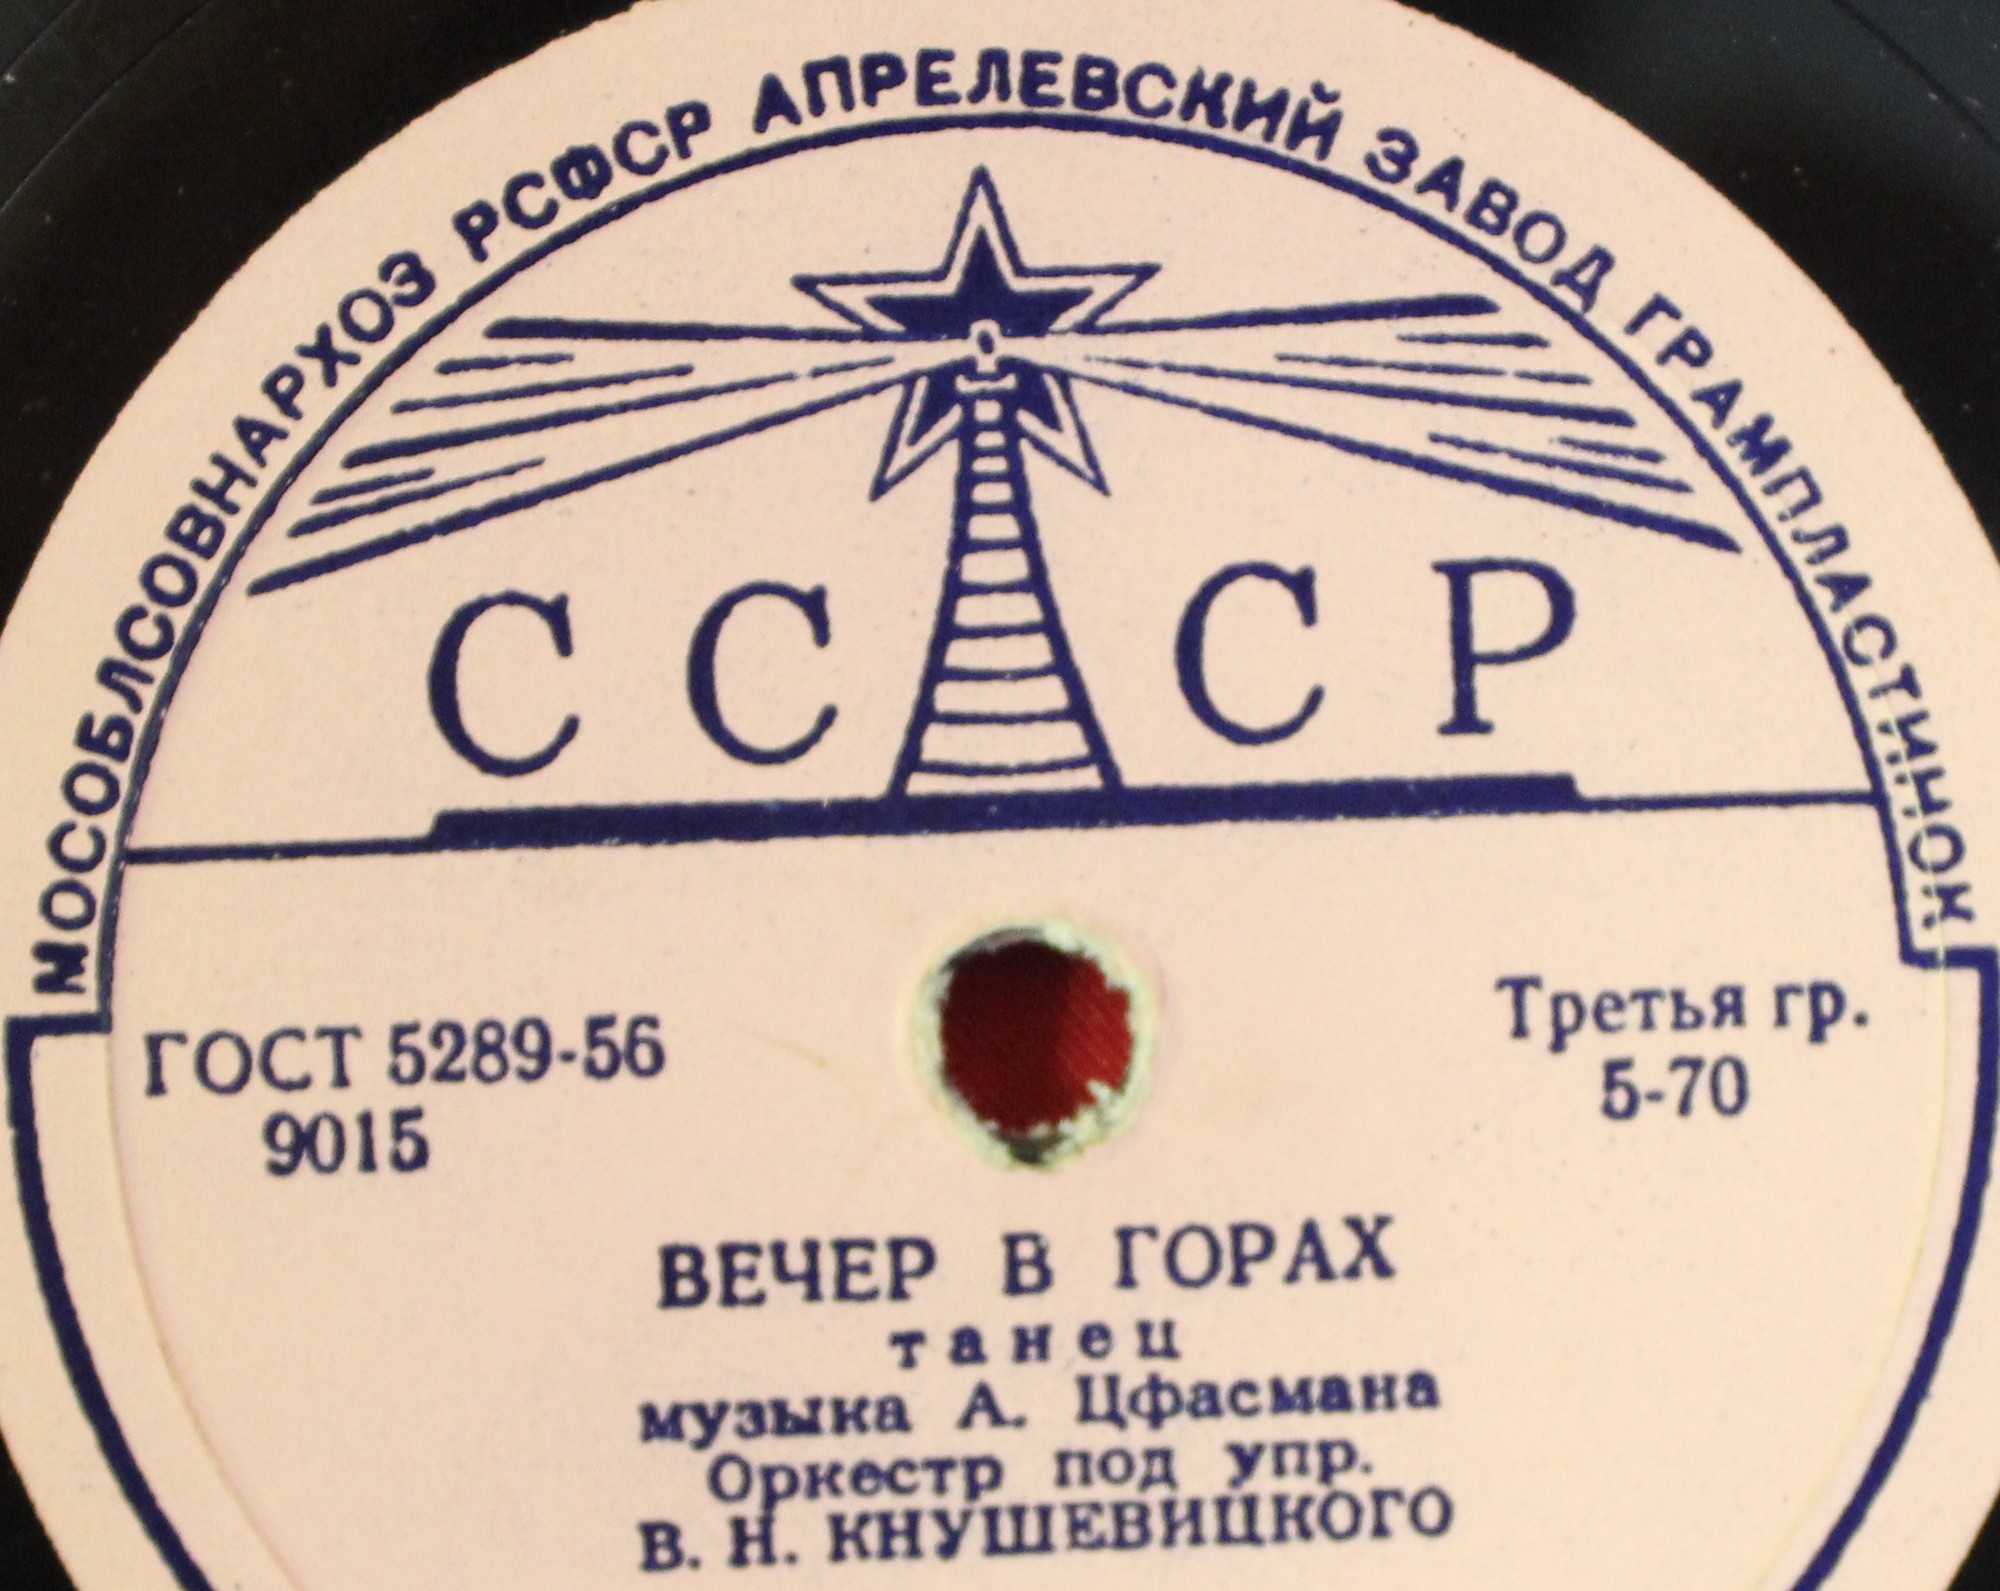 МОСОБЛСОВНАРХОЗ РСФСР АПРЕЛЕВСКИЙ ЗАВОД ГРАМПЛАСТИНОК
СССР
ГОСТ 5289-56
9015
Третья гр.
5-70
ВЕЧЕР В ГОРАХ
танец
музыка А. Цфасмана
Оркестр под упр.
В. Н. КНУШЕВИЦКОГО